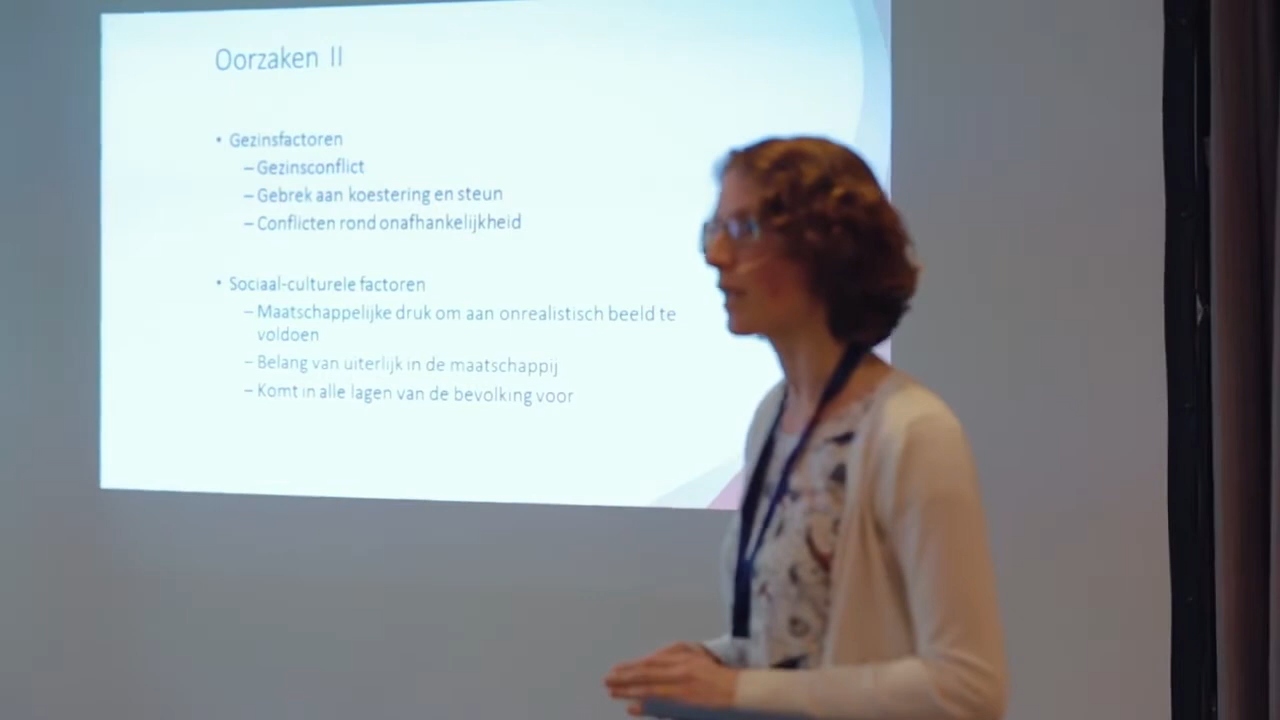 Oorzaken II
• Gezinsfactoren
– Gezinsconflict
– Gebrek aan koestering en steun
– Conflicten rond onafhankelijkheid
• Sociaal-culturele factoren
– Maatschappelijke druk om aan onrealistisch beeld te
voldoen
– Belang van uiterlijk in de maatschappij
– Komt in alle lagen van de bevolking voor